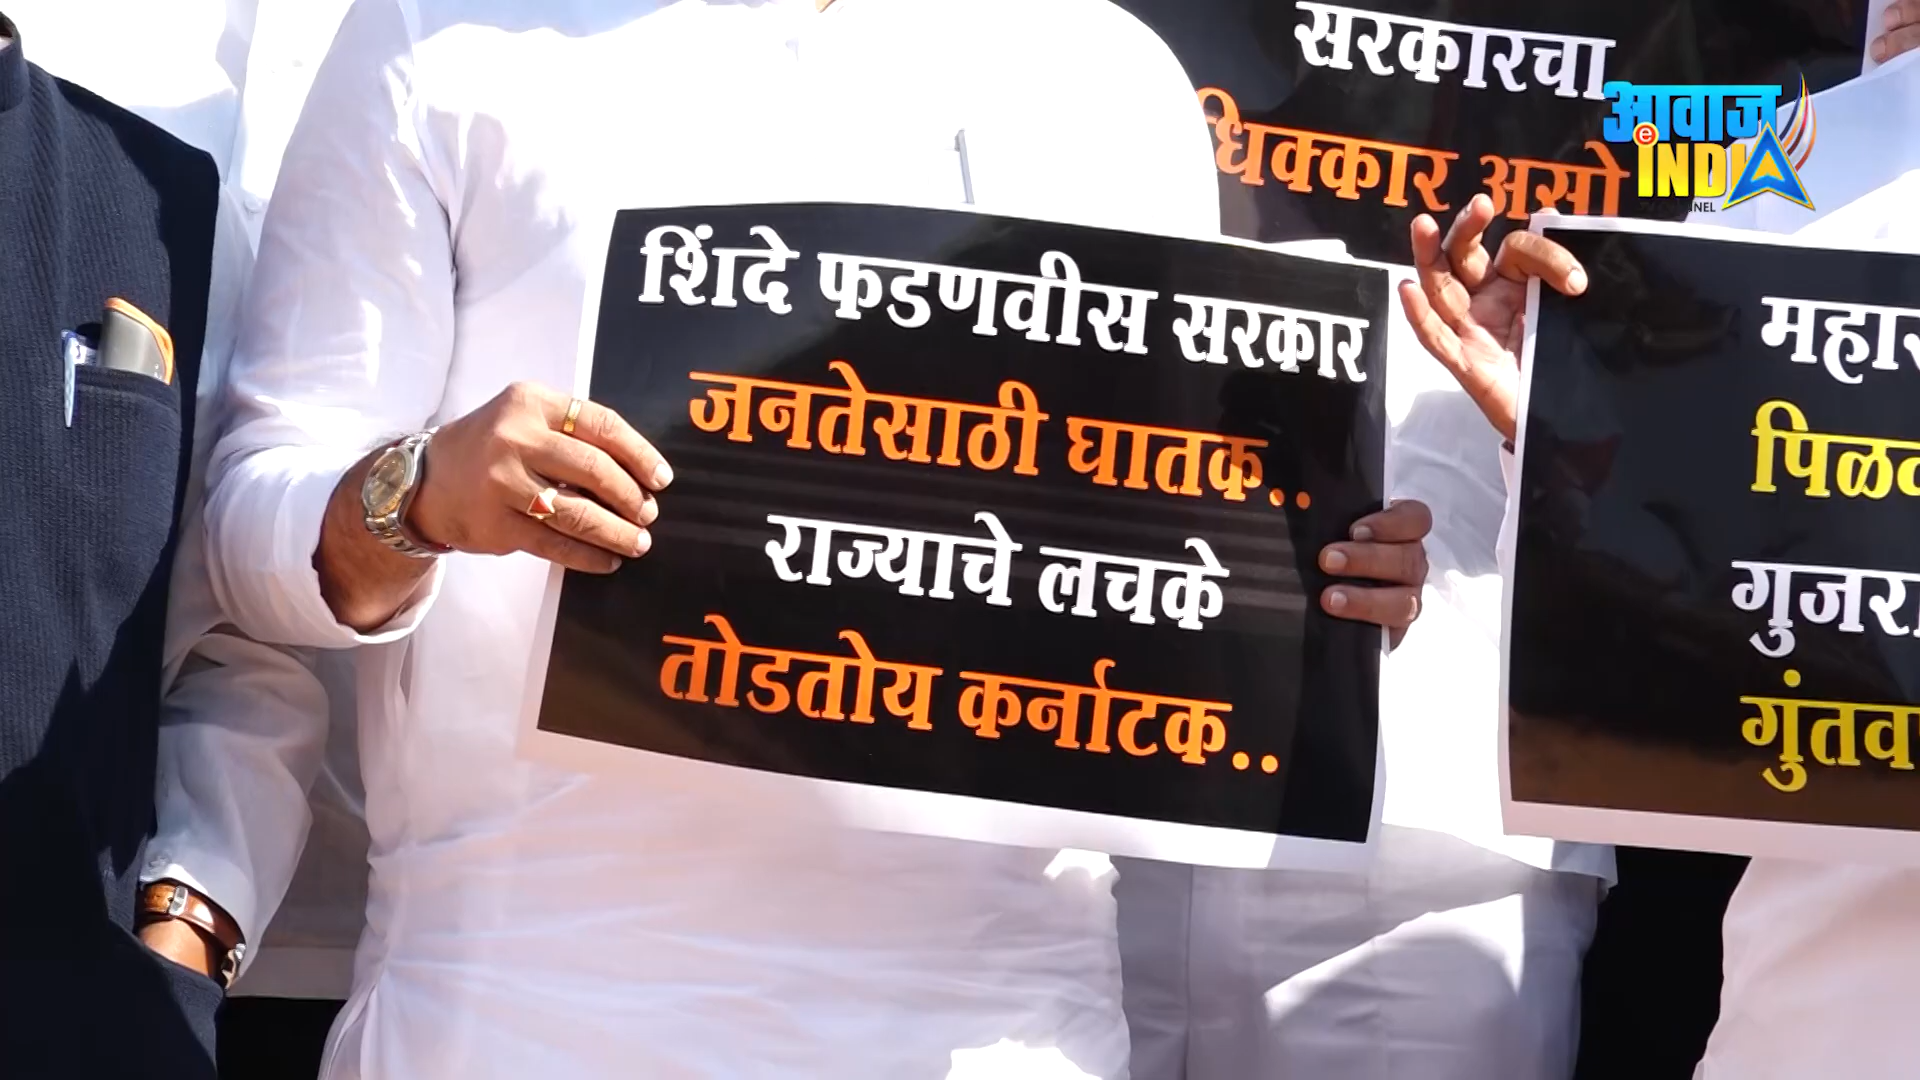 सरकारचा
धिक्कार असो
आवाज
e
INDIA
शिंदे फडणवीस सरकार
जनतेसाठी घातक..
राज्याचे लचके
तोडतोय कर्नाटक..